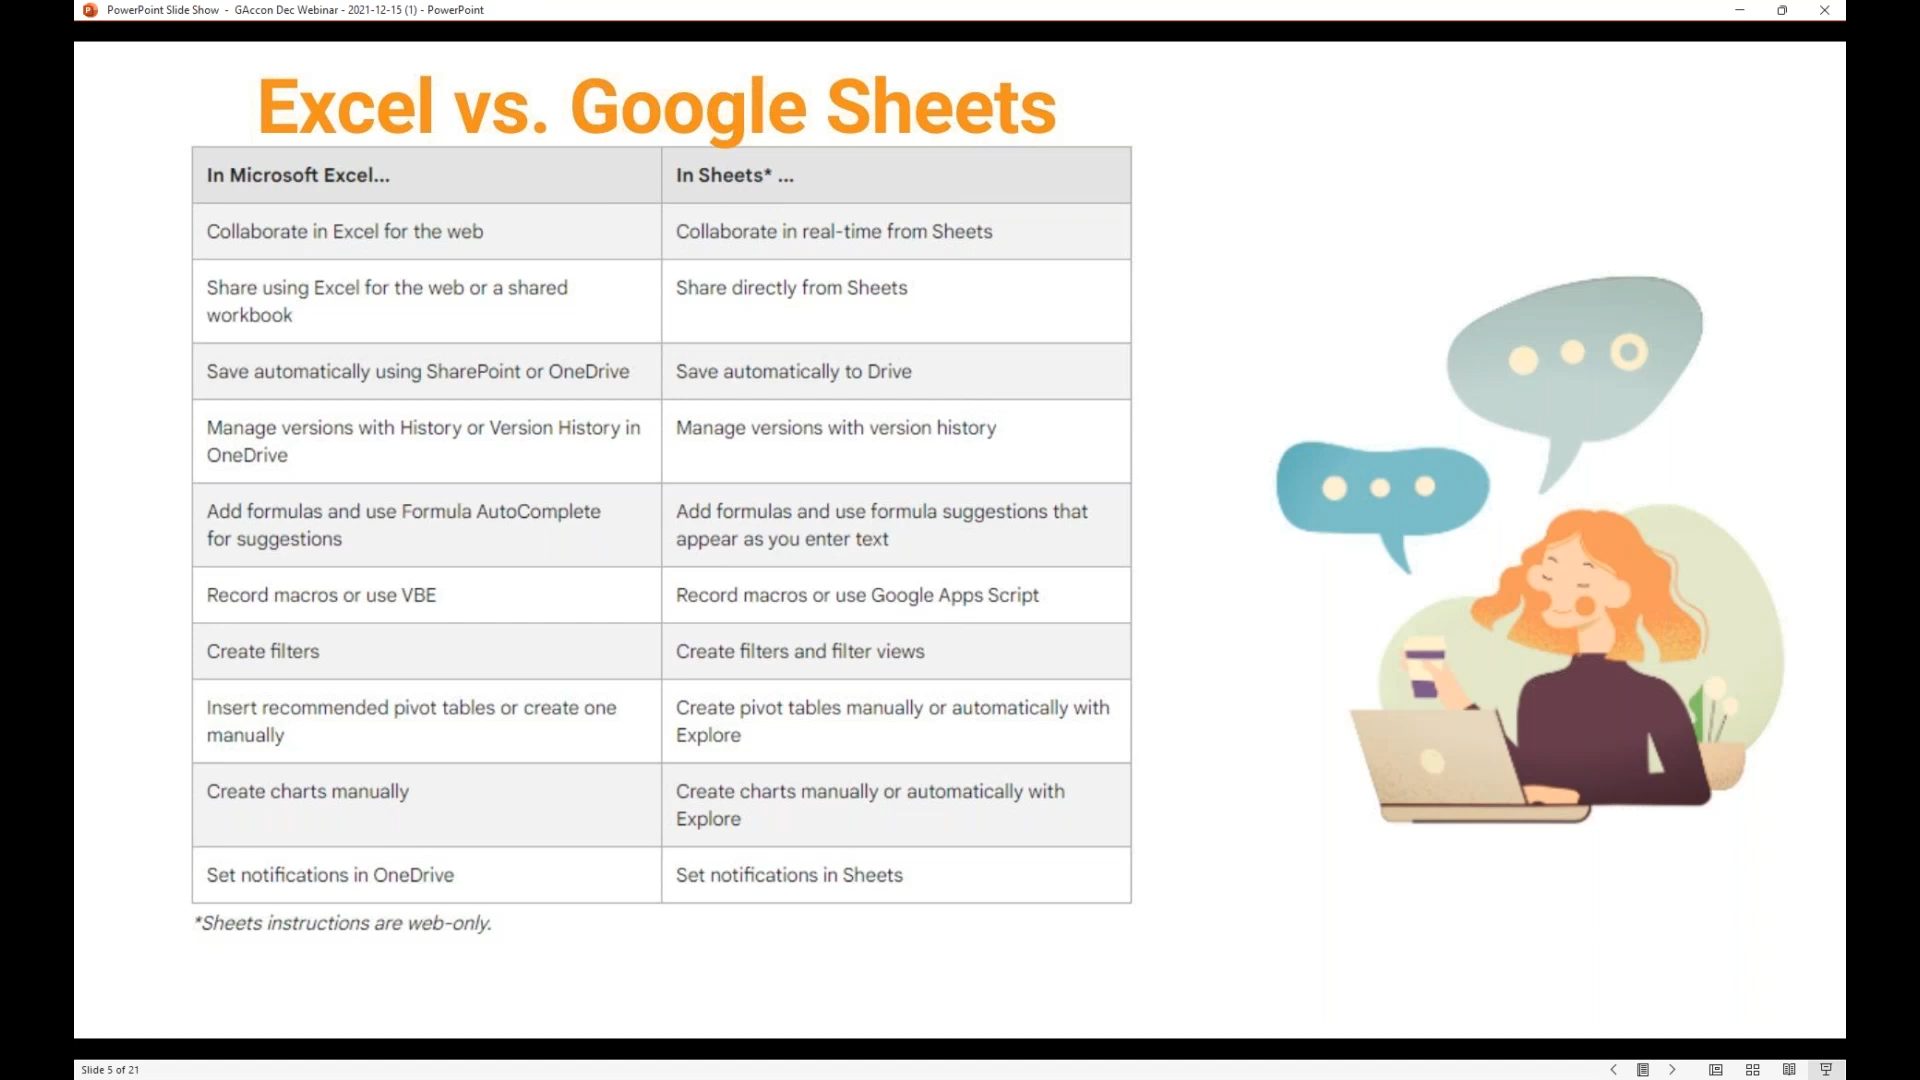 PowerPoint Slide Show - GAccon Dec Webinar - 2021-12-15 (1) - PowerPoint
Excel vs. Google Sheets
In Microsoft Excel...
In Sheets* ...
Collaborate in Excel for the web
Collaborate in real-time from Sheets
Share using Excel for the web or a shared
workbook
Share directly from Sheets
Save automatically using SharePoint or OneDrive
Save automatically to Drive
Manage versions with History or Version History in
OneDrive
Manage versions with version history
Add formulas and use Formula AutoComplete
for suggestions
Add formulas and use formula suggestions that
appear as you enter text
Record macros or use VBE
Record macros or use Google Apps Script
Create filters
Create filters and filter views
Insert recommended pivot tables or create one
manually
Create pivot tables manually or automatically with
Explore
Create charts manually
Create charts manually or automatically with
Explore
Set notifications in OneDrive
Set notifications in Sheets
*Sheets instructions are web-only.
Slide 5 of 21